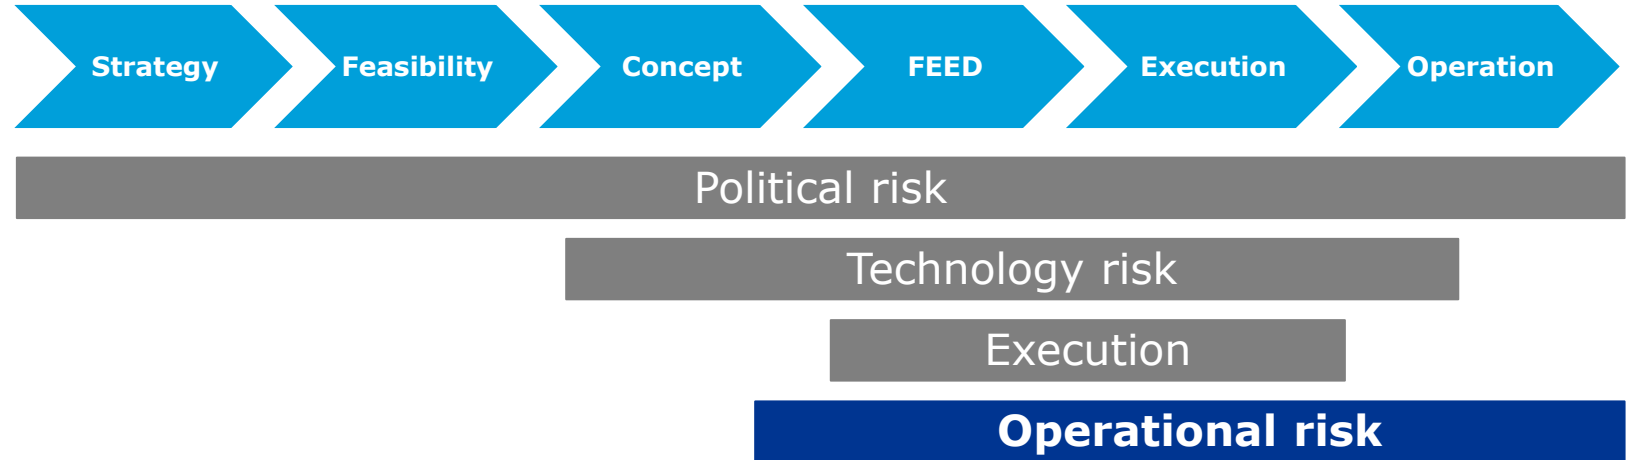 Strategy
Feasibility
Concept
FEED
Execution
Operation
Political risk
Technology risk
Execution
Operational risk